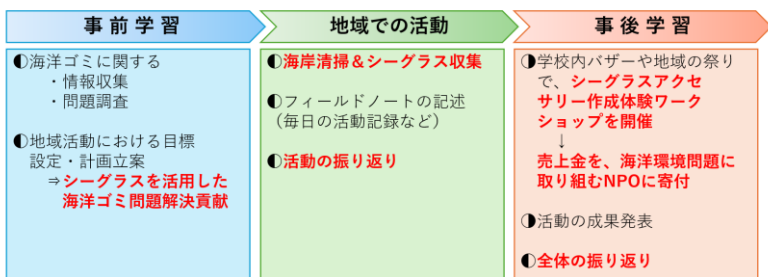 事前学習
◐海洋ゴミに関する
・情報収集
・問題調査
◐地域活動における目標
設定・計画立案
⇒シーグラスを活用した
海洋ゴミ問題解決貢献
地域での活動
◐海岸清掃＆シーグラス収集
◐フィールドノートの記述
（毎日の活動記録など）
◐活動の振り返り
事後学習
◑学校内バザーや地域の祭り
で、シーグラスアクセ
サリー作成体験ワーク
ショップを開催
↓
売上金を、海洋環境問題に
取り組むNPOに寄付
◑活動の成果発表
◐全体の振り返り